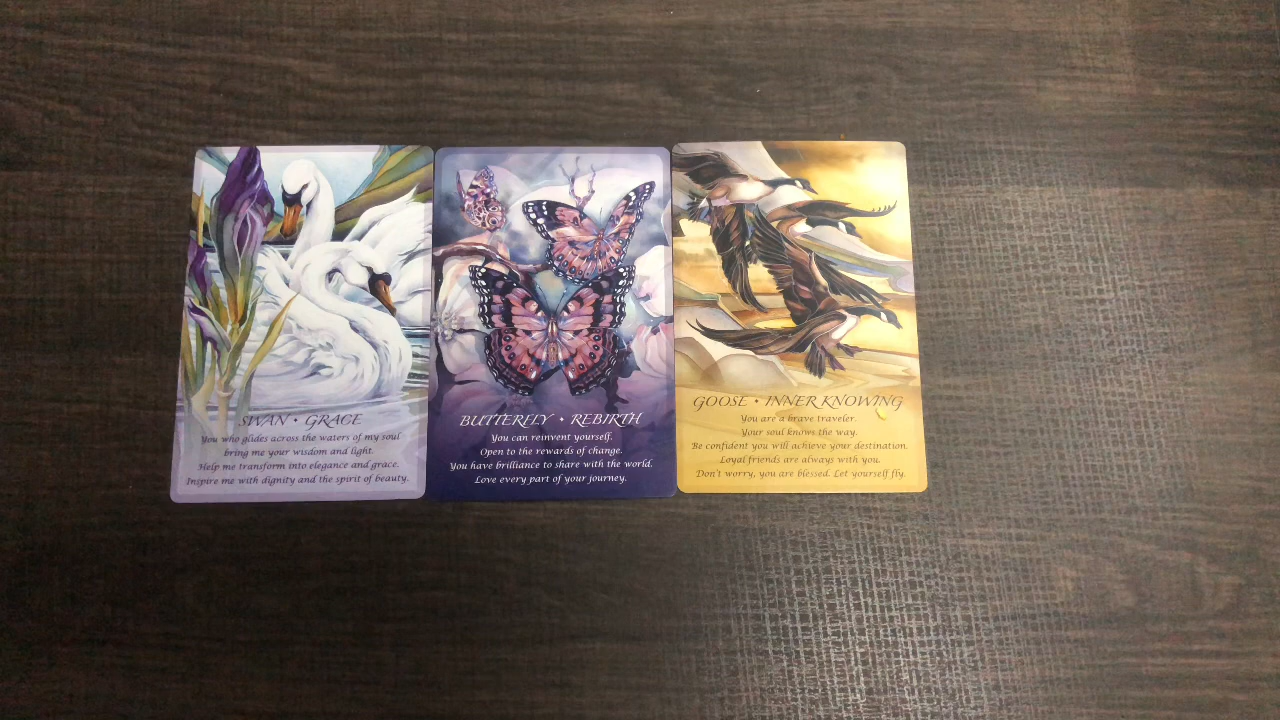 SWAN • GRACE
You who glides across the waters of my soul
bring me your wisdom and light.
Help me transform into elegance and grace.
Inspire me with dignity and the spirit of beauty.
BUTTERFLY • REBIRTH
You can reinvent yourself.
Open to the rewards of change.
You have brilliance to share with the world.
Love every part of your journey.
GOOSE • INNER KNOWING
You are a brave traveler.
Your soul knows the way.
Be confident you will achieve your destination.
Loyal friends are always with you.
Don't worry, you are blessed. Let yourself fly.